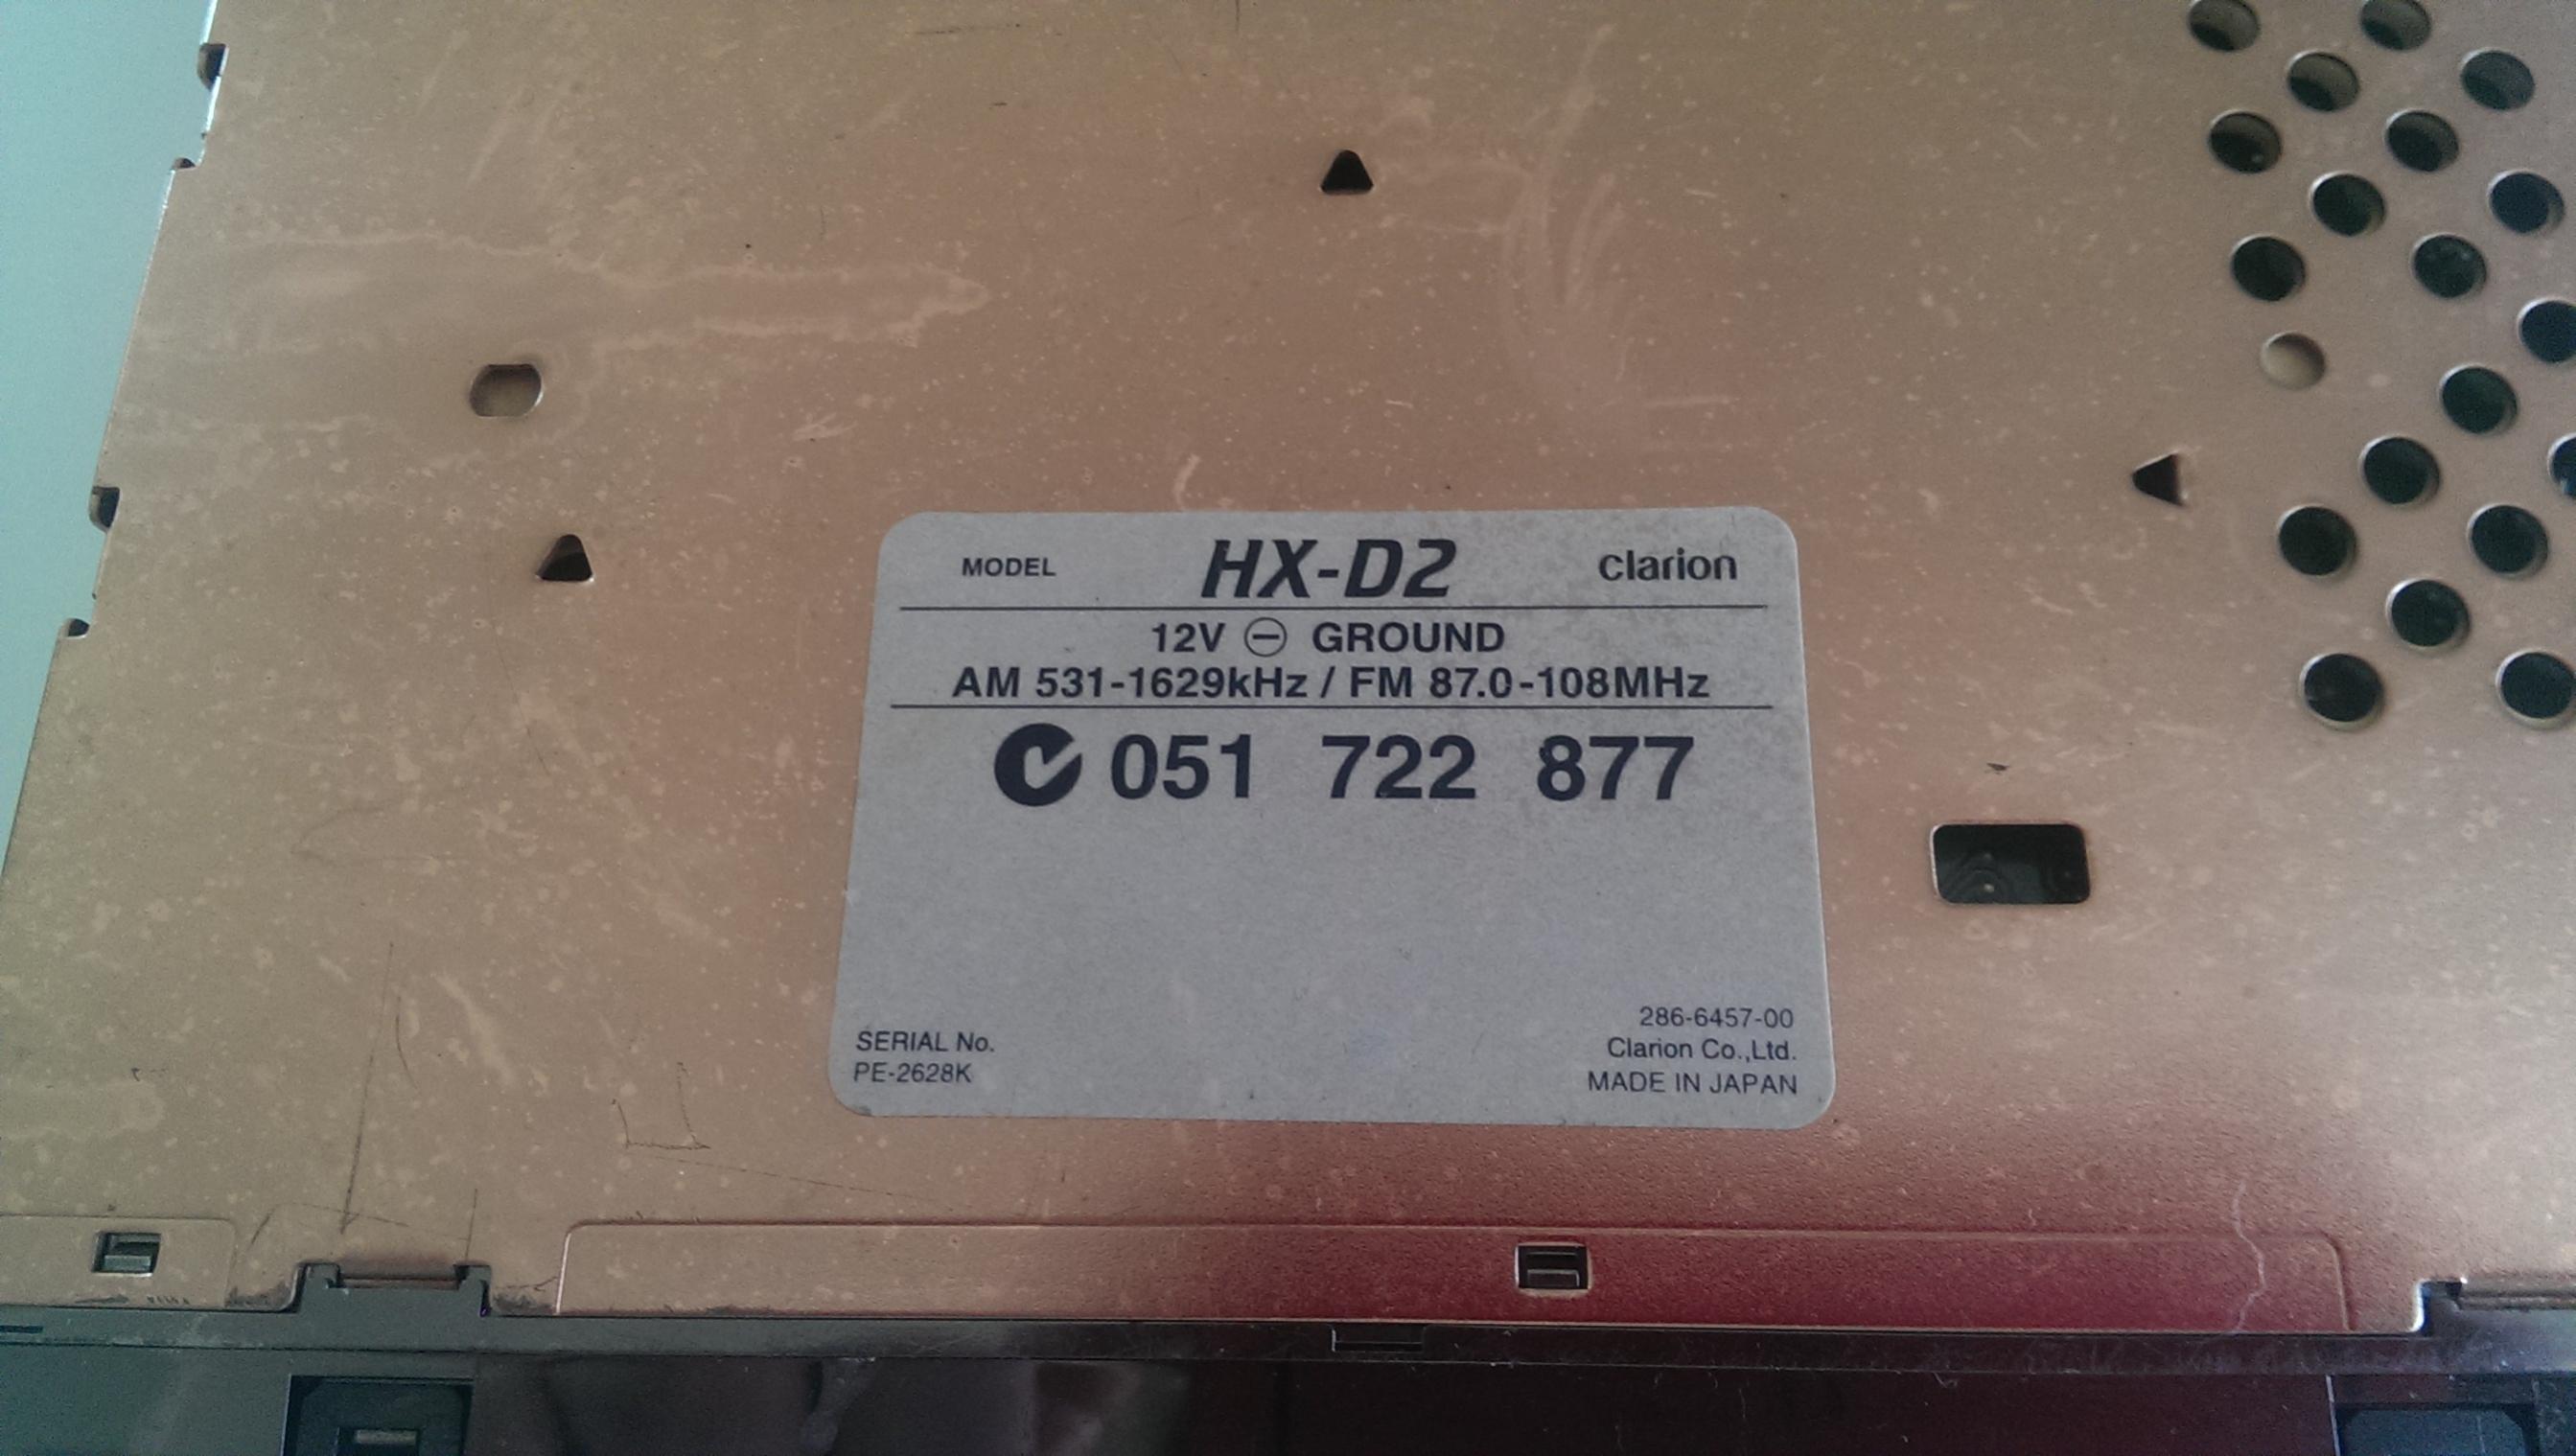 MODEL HX-D2 clarion
12V ⊖ GROUND
AM 531-1629kHz / FM 87.0-108MHz
051 722 877
SERIAL No.
PE-2628K
286-6457-00
Clarion Co.,Ltd.
MADE IN JAPAN